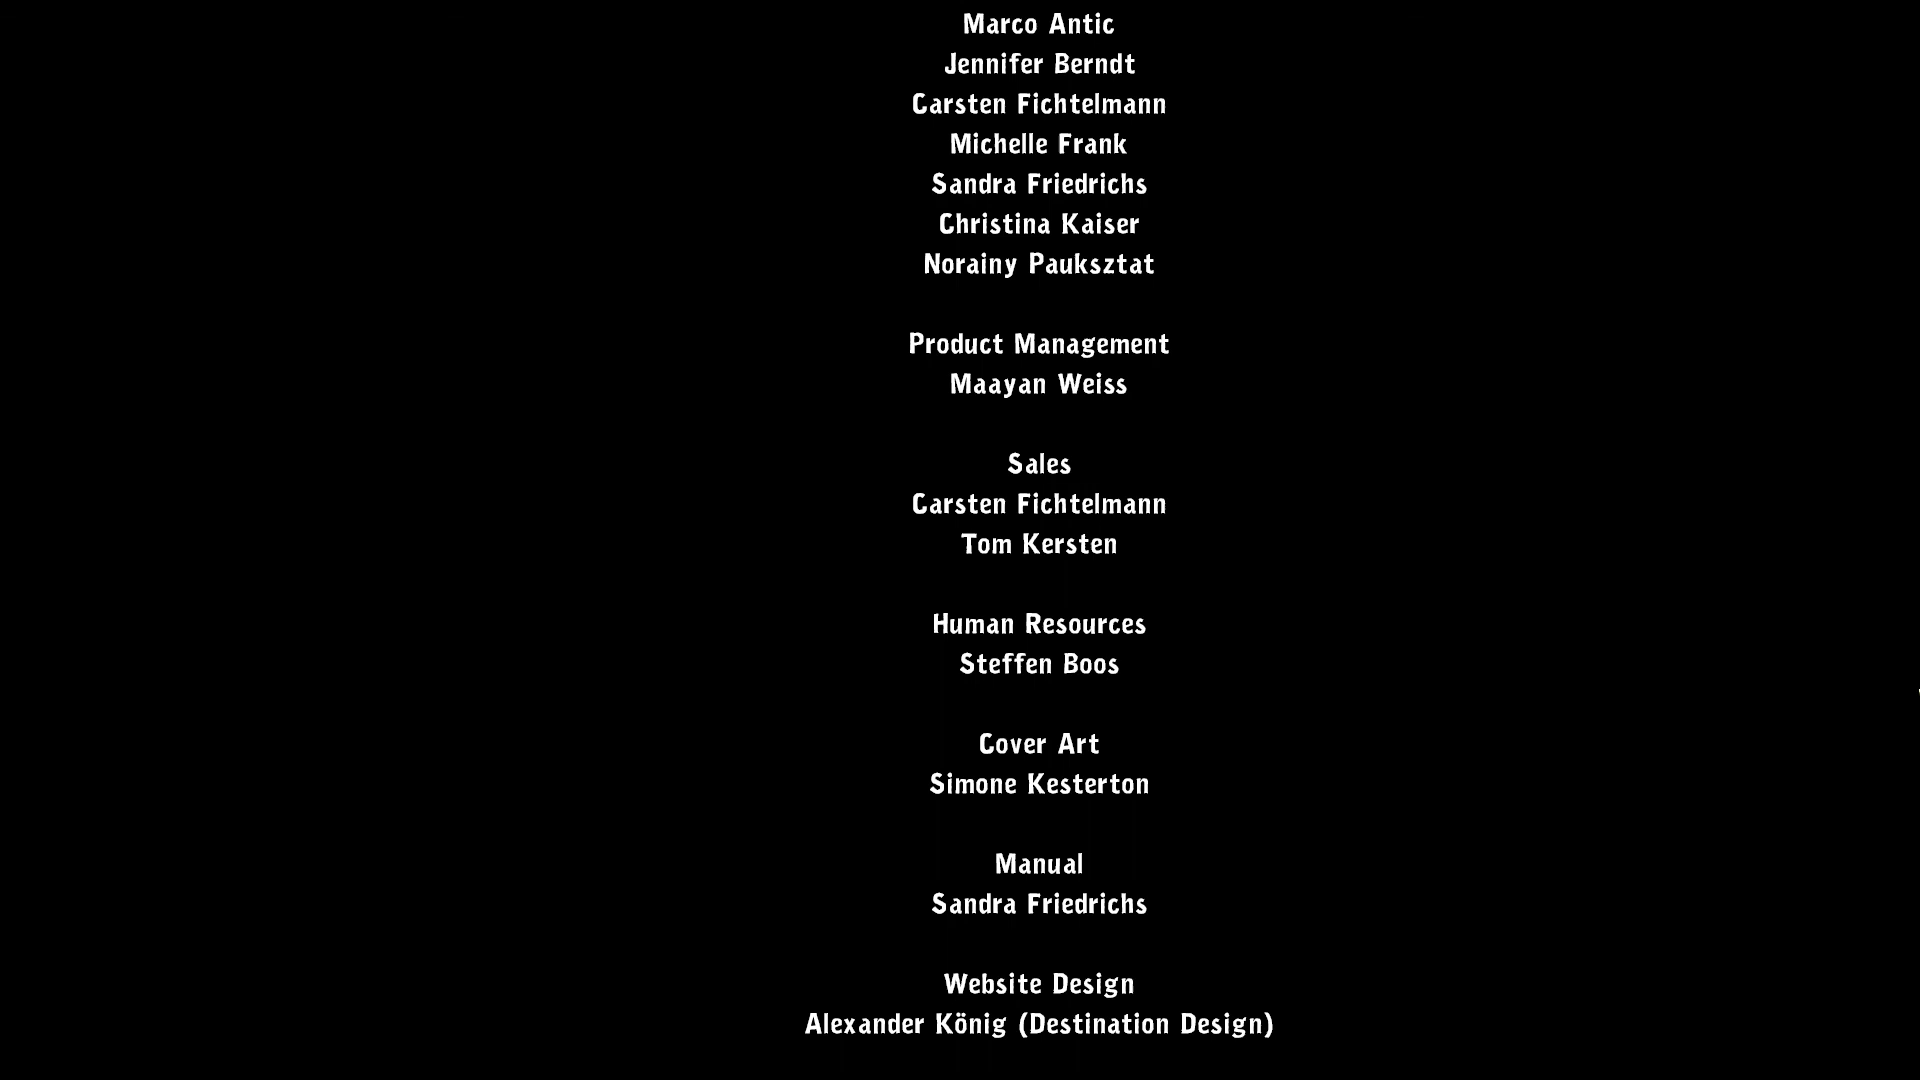 Marco Antic
Jennifer Berndt
Carsten Fichtelmann
Michelle Frank
Sandra Friedrichs
Christina Kaiser
Norainy Pauksztat
Product Management
Maayan Weiss
Sales
Carsten Fichtelmann
Tom Kersten
Human Resources
Steffen Boos
Cover Art
Simone Kesterton
Manual
Sandra Friedrichs
Website Design
Alexander König (Destination Design)